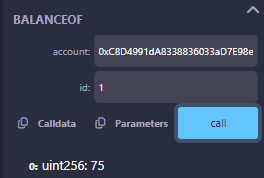 BALANCEOF
account: 0xC8D4991dA8338836033aD7E98e
id: 1
Calldata Parameters call
0: uint256: 75